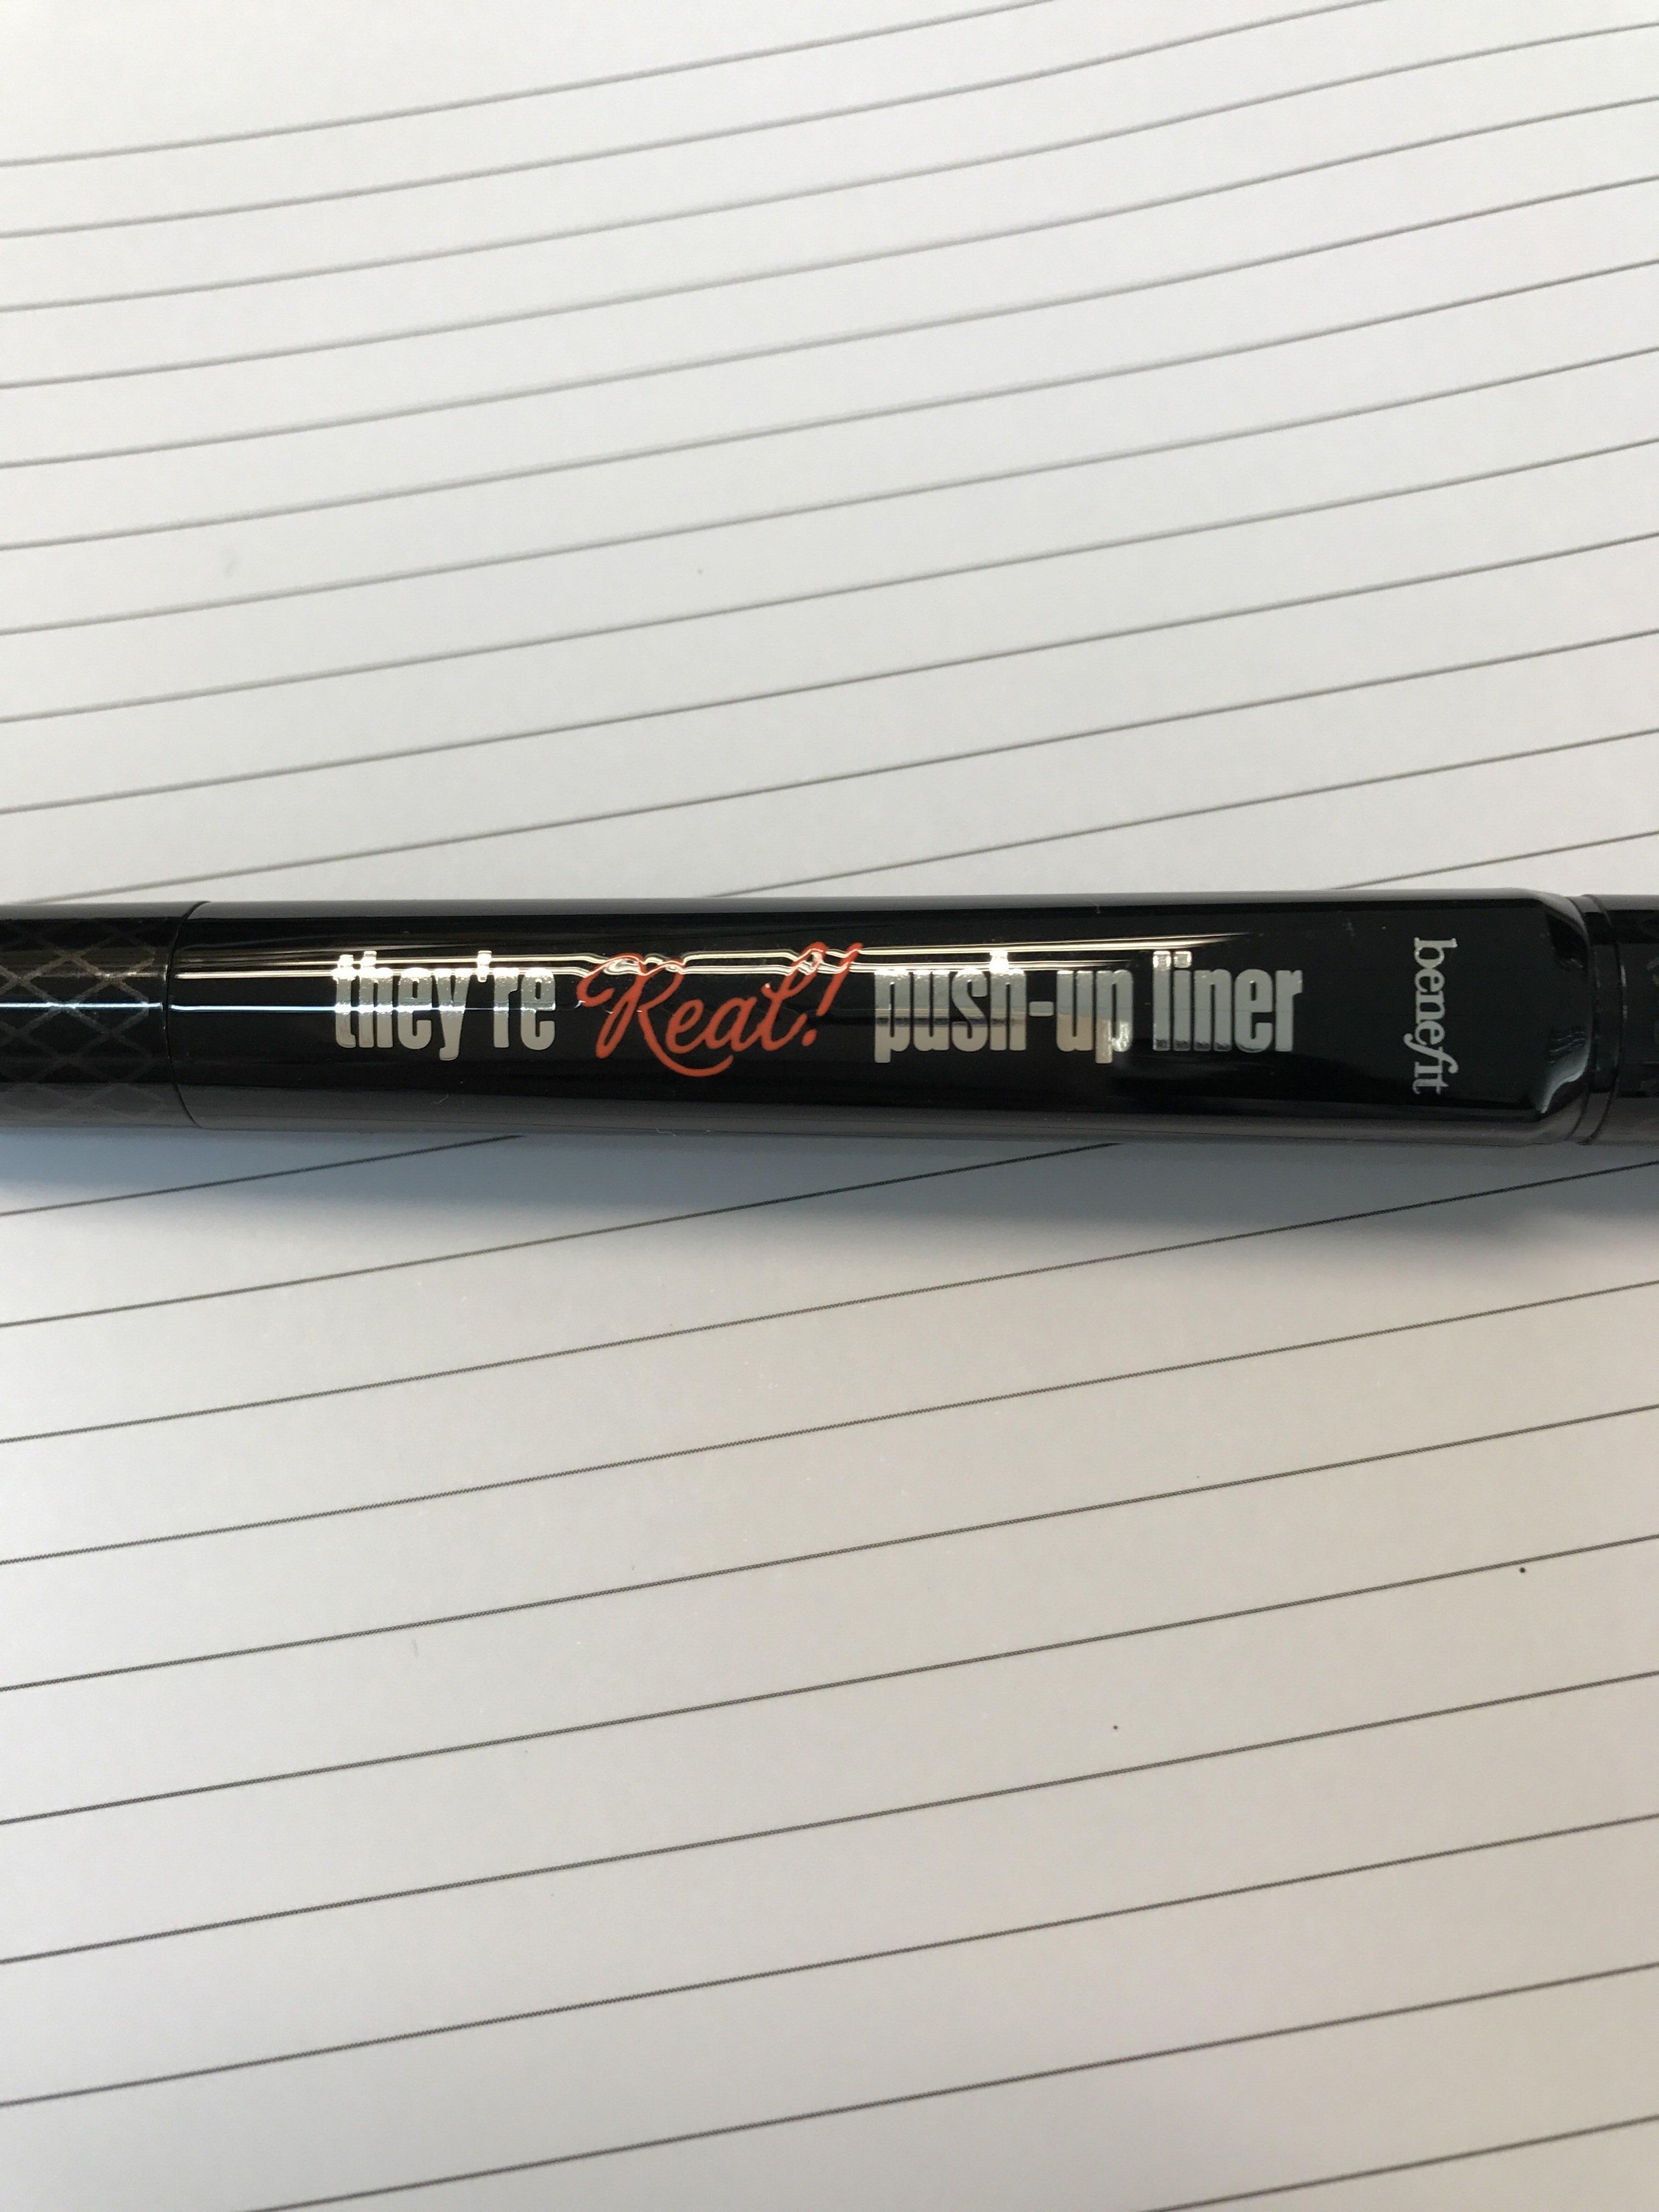 they're Real! push-up liner
benefit